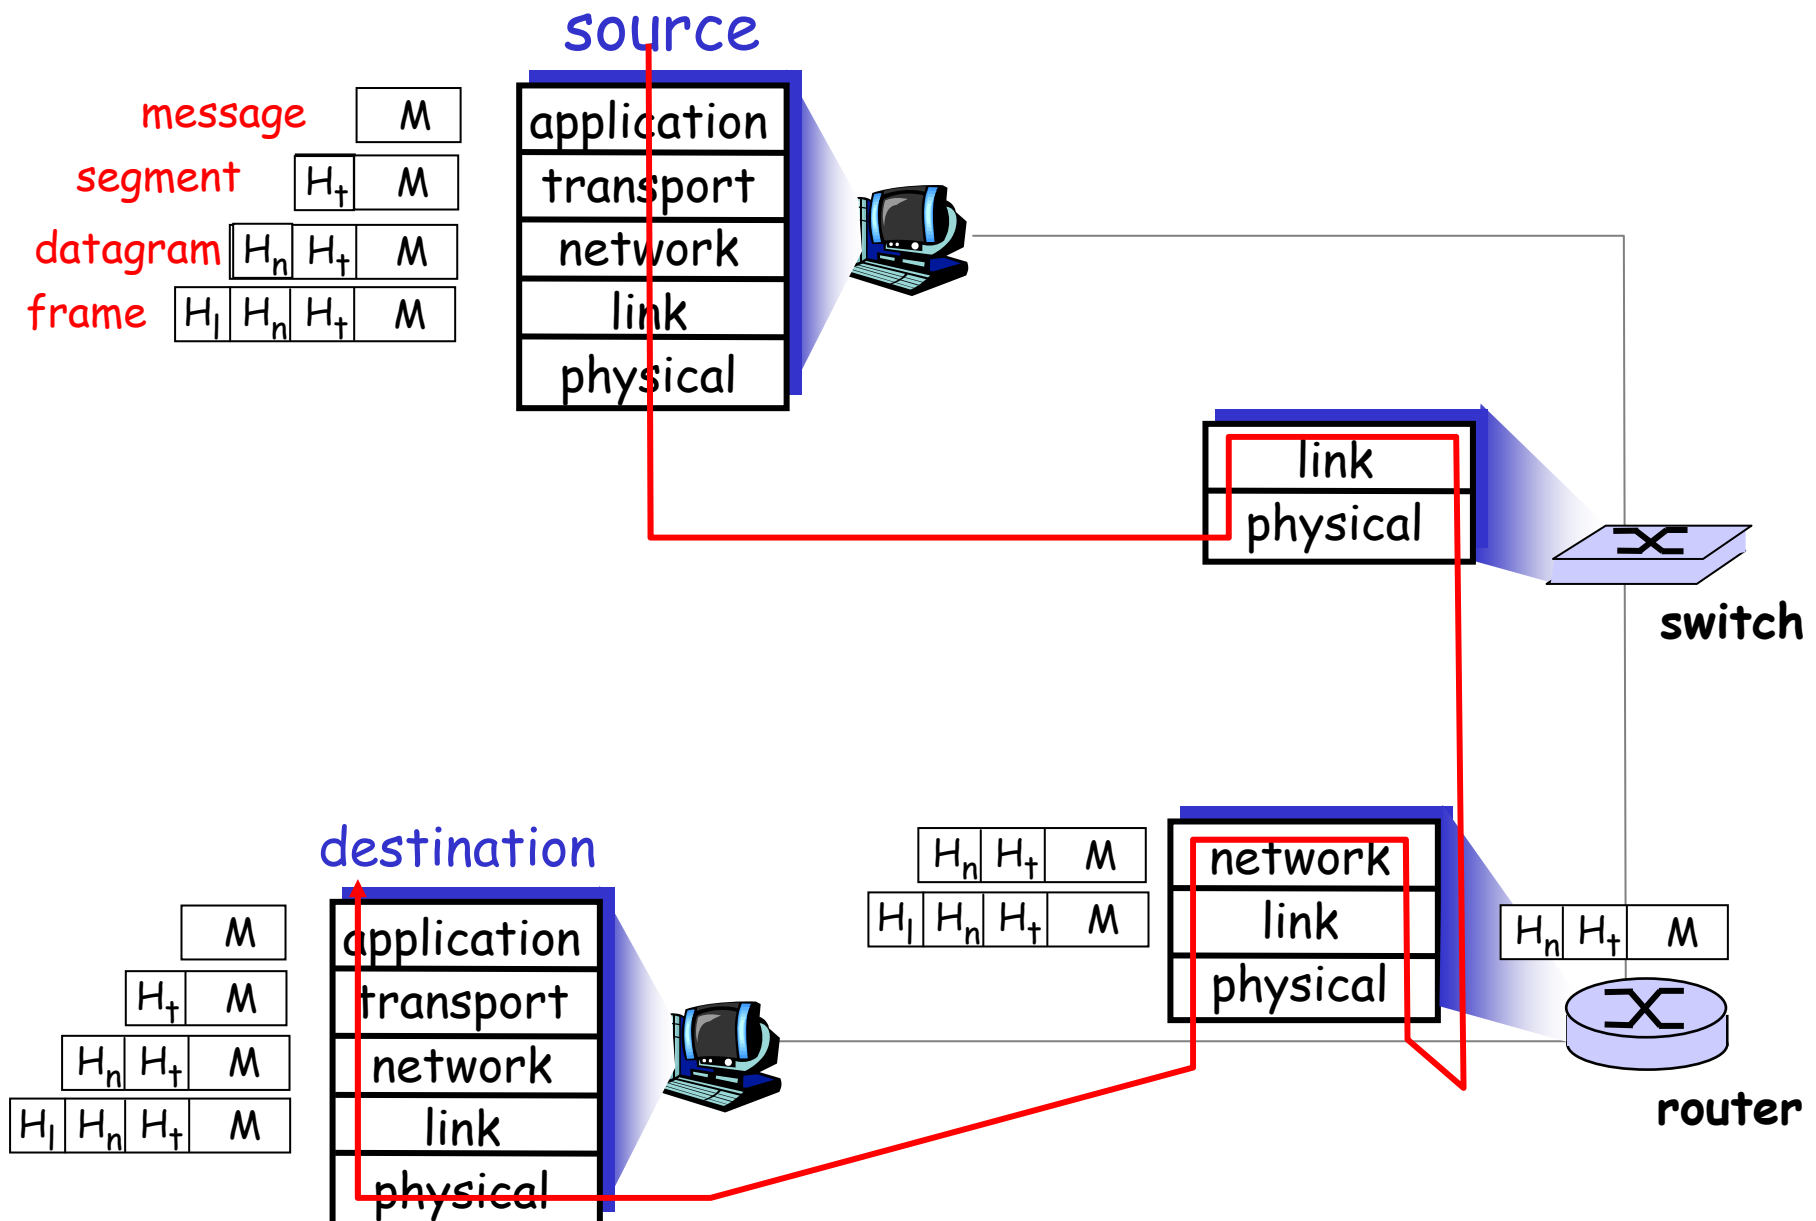 source
message M
segment Ht M
datagram Hn Ht M
frame Hl Hn Ht M
application
transport
network
link
physical
link
physical
switch
destination
M
Ht M
Hn Ht M
Hl Hn Ht M
application
transport
network
link
physical
Hn Ht M
Hl Hn Ht M
network
link
physical
Hn Ht M
router